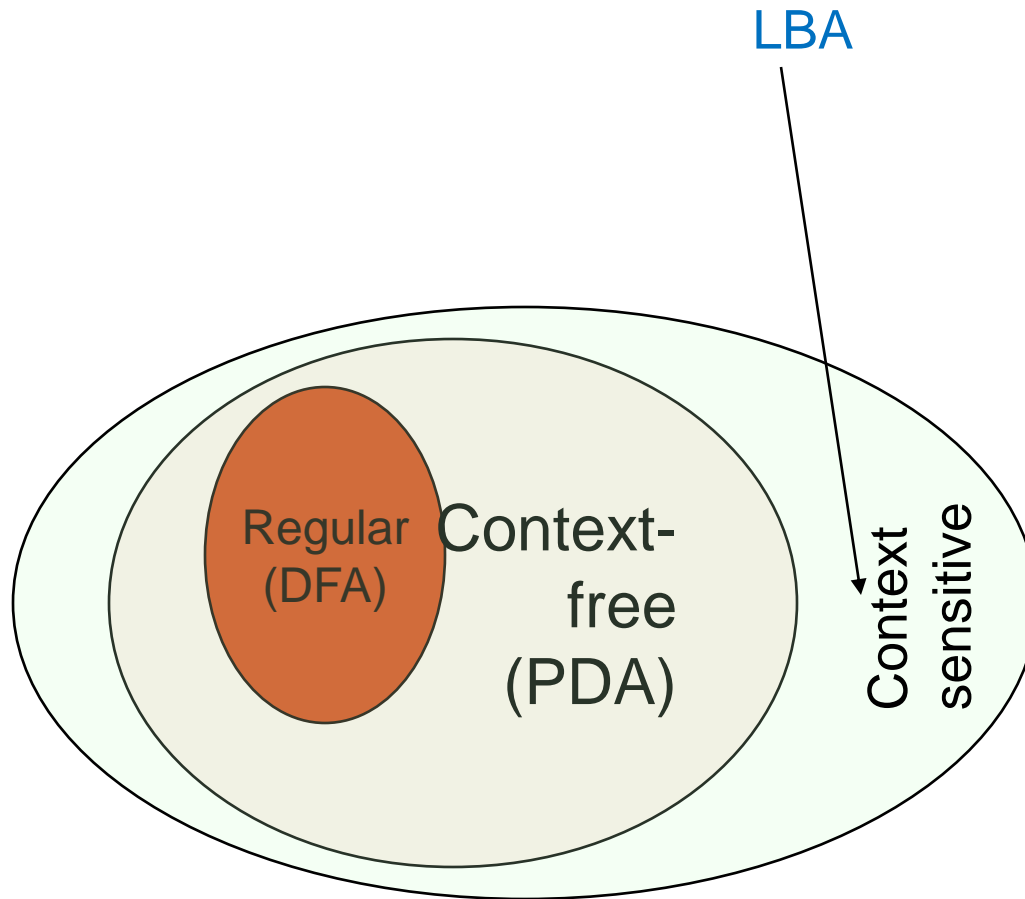 LBA
Regular
(DFA)
Context-
free
(PDA)
Context
sensitive